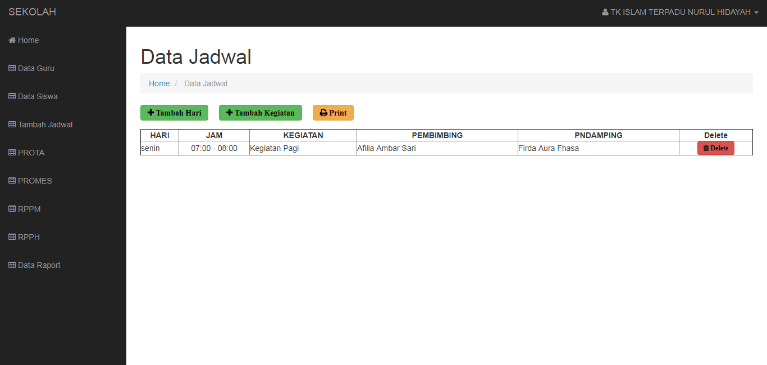 SEKOLAH
TK ISLAM TERPADU NURUL HIDAYAH
Home
Data Guru
Data Siswa
Tambah Jadwal
PROTA
PROMES
RPPM
RPPH
Data Raport
Data Jadwal
Home / Data Jadwal
Tambah Hari Tambah Kegiatan Print
HARI JAM KEGIATAN PEMBIMBING PNDAMPING Delete
senin 07:00 - 08:00 Kegiatan Pagi Afilia Ambar Sari Firda Aura Fhasa Delete